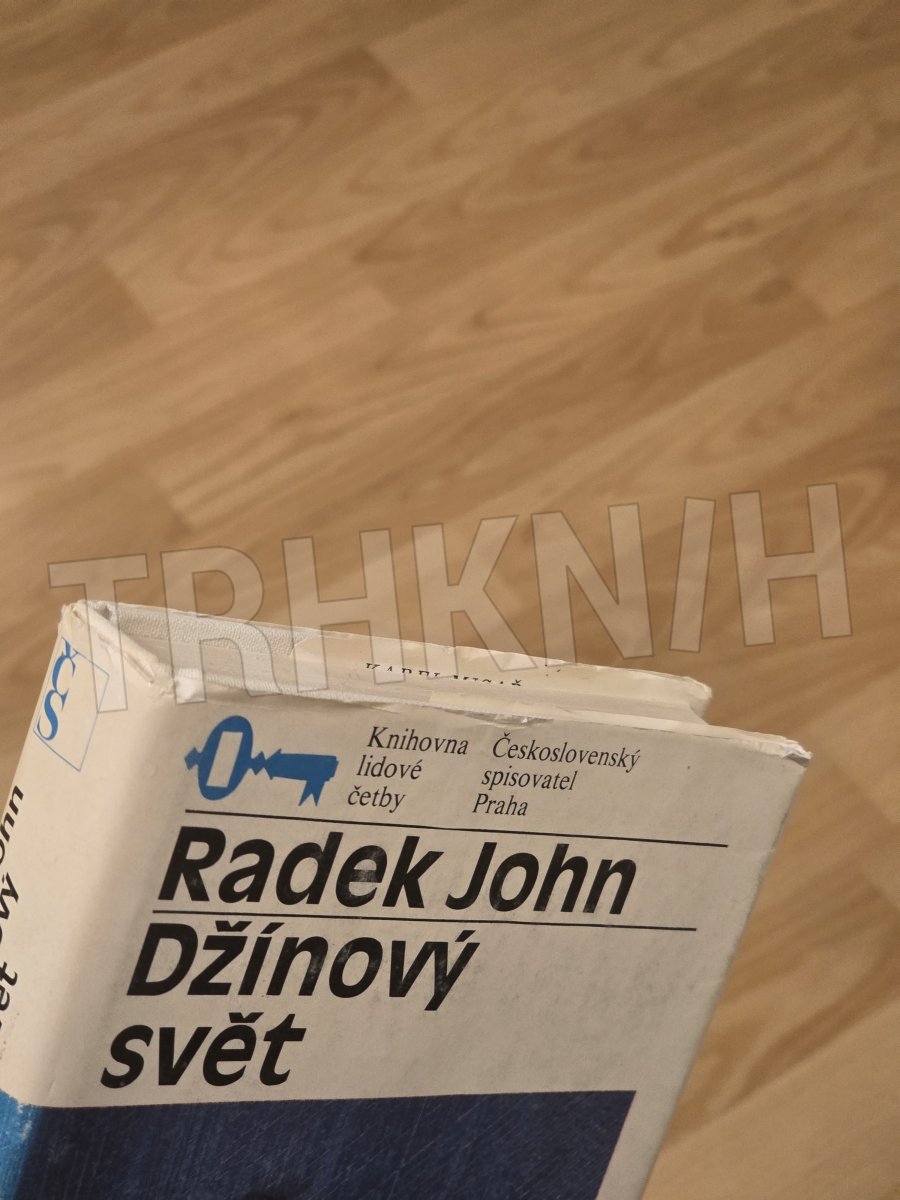 TRHKNIH
ČS
Knihovna
lidové
četby
Československý
spisovatel
Praha
Radek John
Džínový
svět